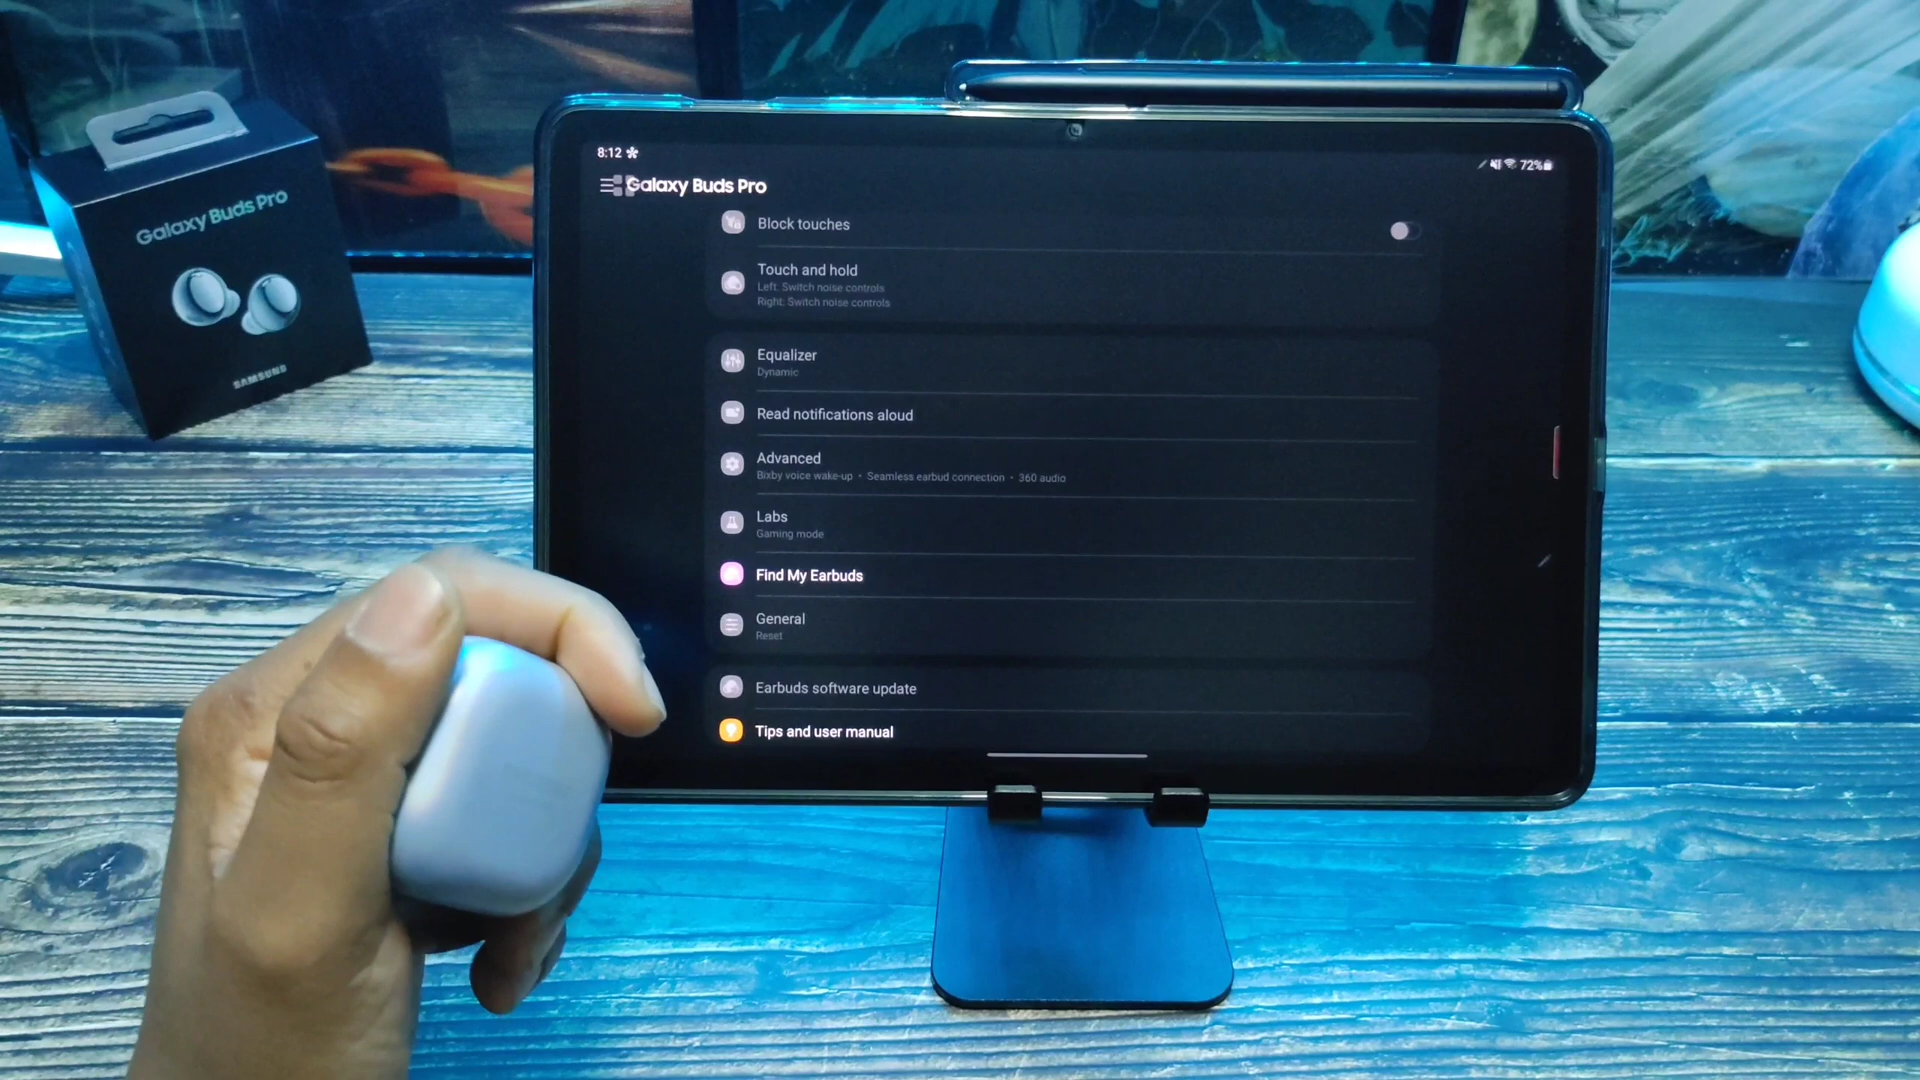 Galaxy Buds Pro
SAMSUNG
8:12
72%
Galaxy Buds Pro
Block touches
Touch and hold
Left: Switch noise controls
Right: Switch noise controls
Equalizer
Dynamic
Read notifications aloud
Advanced
Bixby voice wake-up • Seamless earbud connection • 360 audio
Labs
Gaming mode
Find My Earbuds
General
Reset
Earbuds software update
Tips and user manual